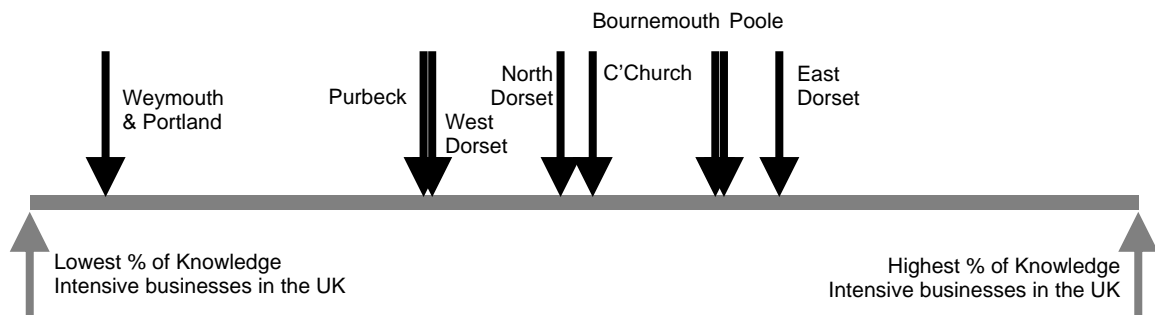 Bournemouth Poole
Weymouth
& Portland
Purbeck
West
Dorset
North
Dorset
C’Church
East
Dorset
Lowest % of Knowledge
Intensive businesses in the UK
Highest % of Knowledge
Intensive businesses in the UK